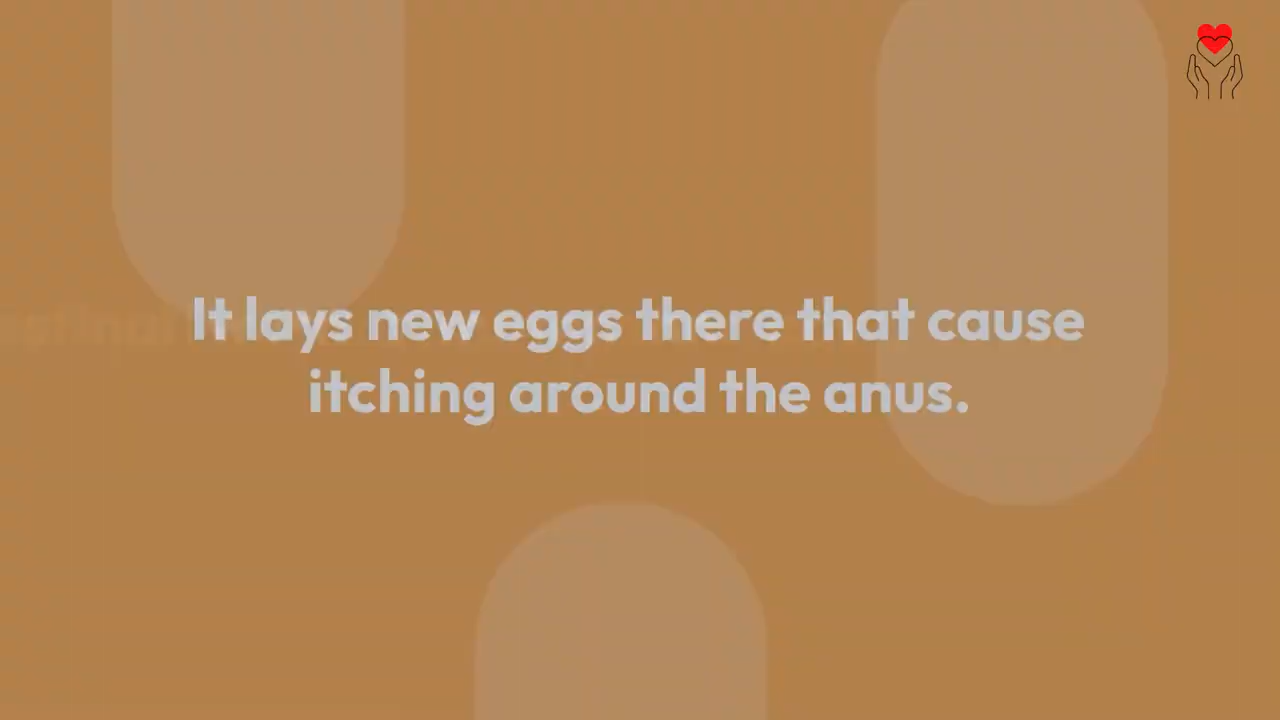 It lays new eggs there that cause
itching around the anus.